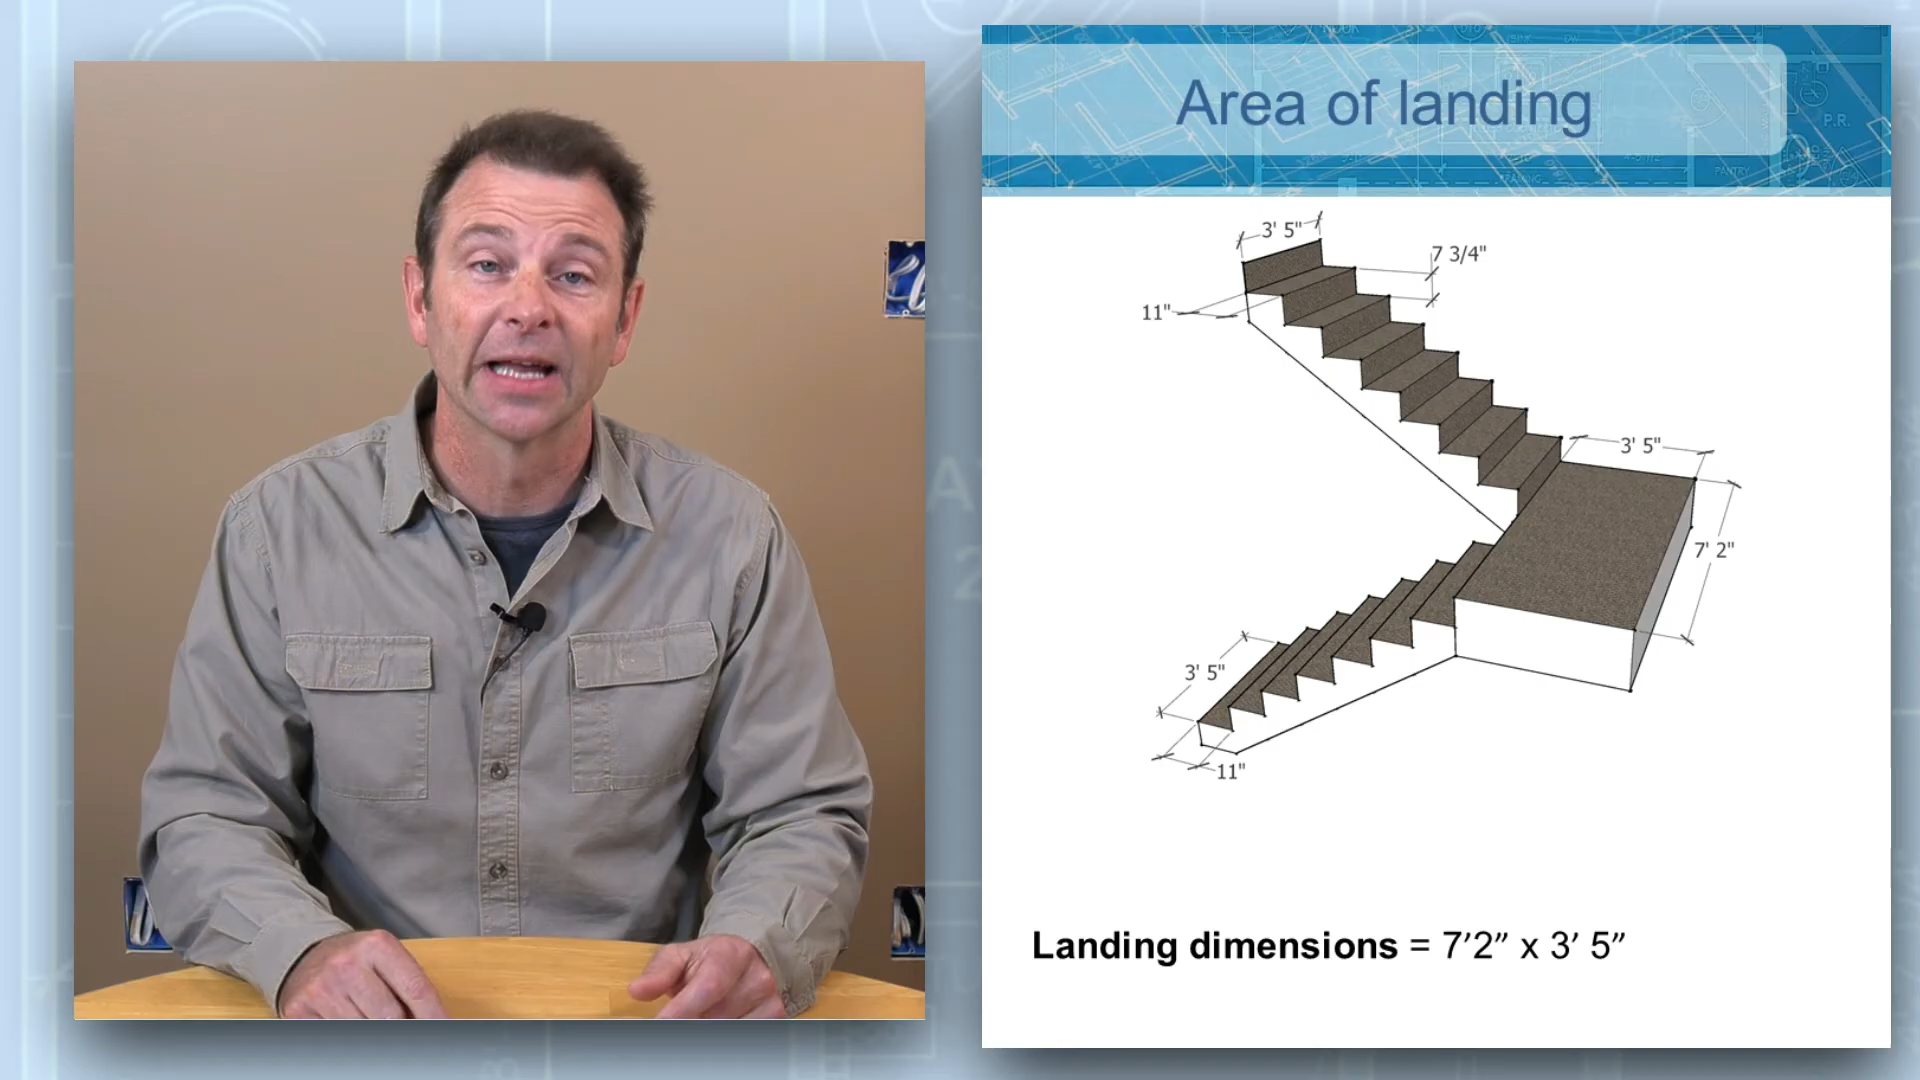 Area of landing
P.R.
PANTRY
3' 5"
7 3/4"
11"
3' 5"
7' 2"
3' 5"
11"
Landing dimensions = 7′2″ x 3′ 5″